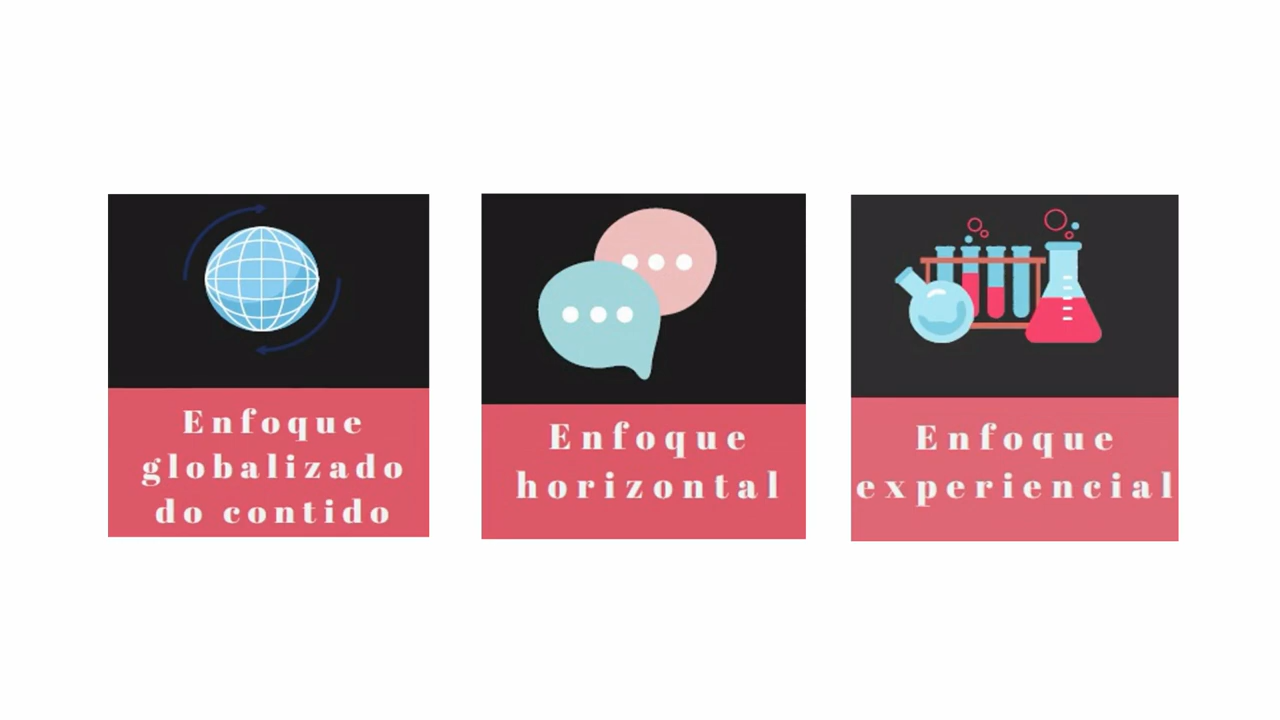 Enfoque
globalizado
do contido
Enfoque
horizontal
Enfoque
experiencial